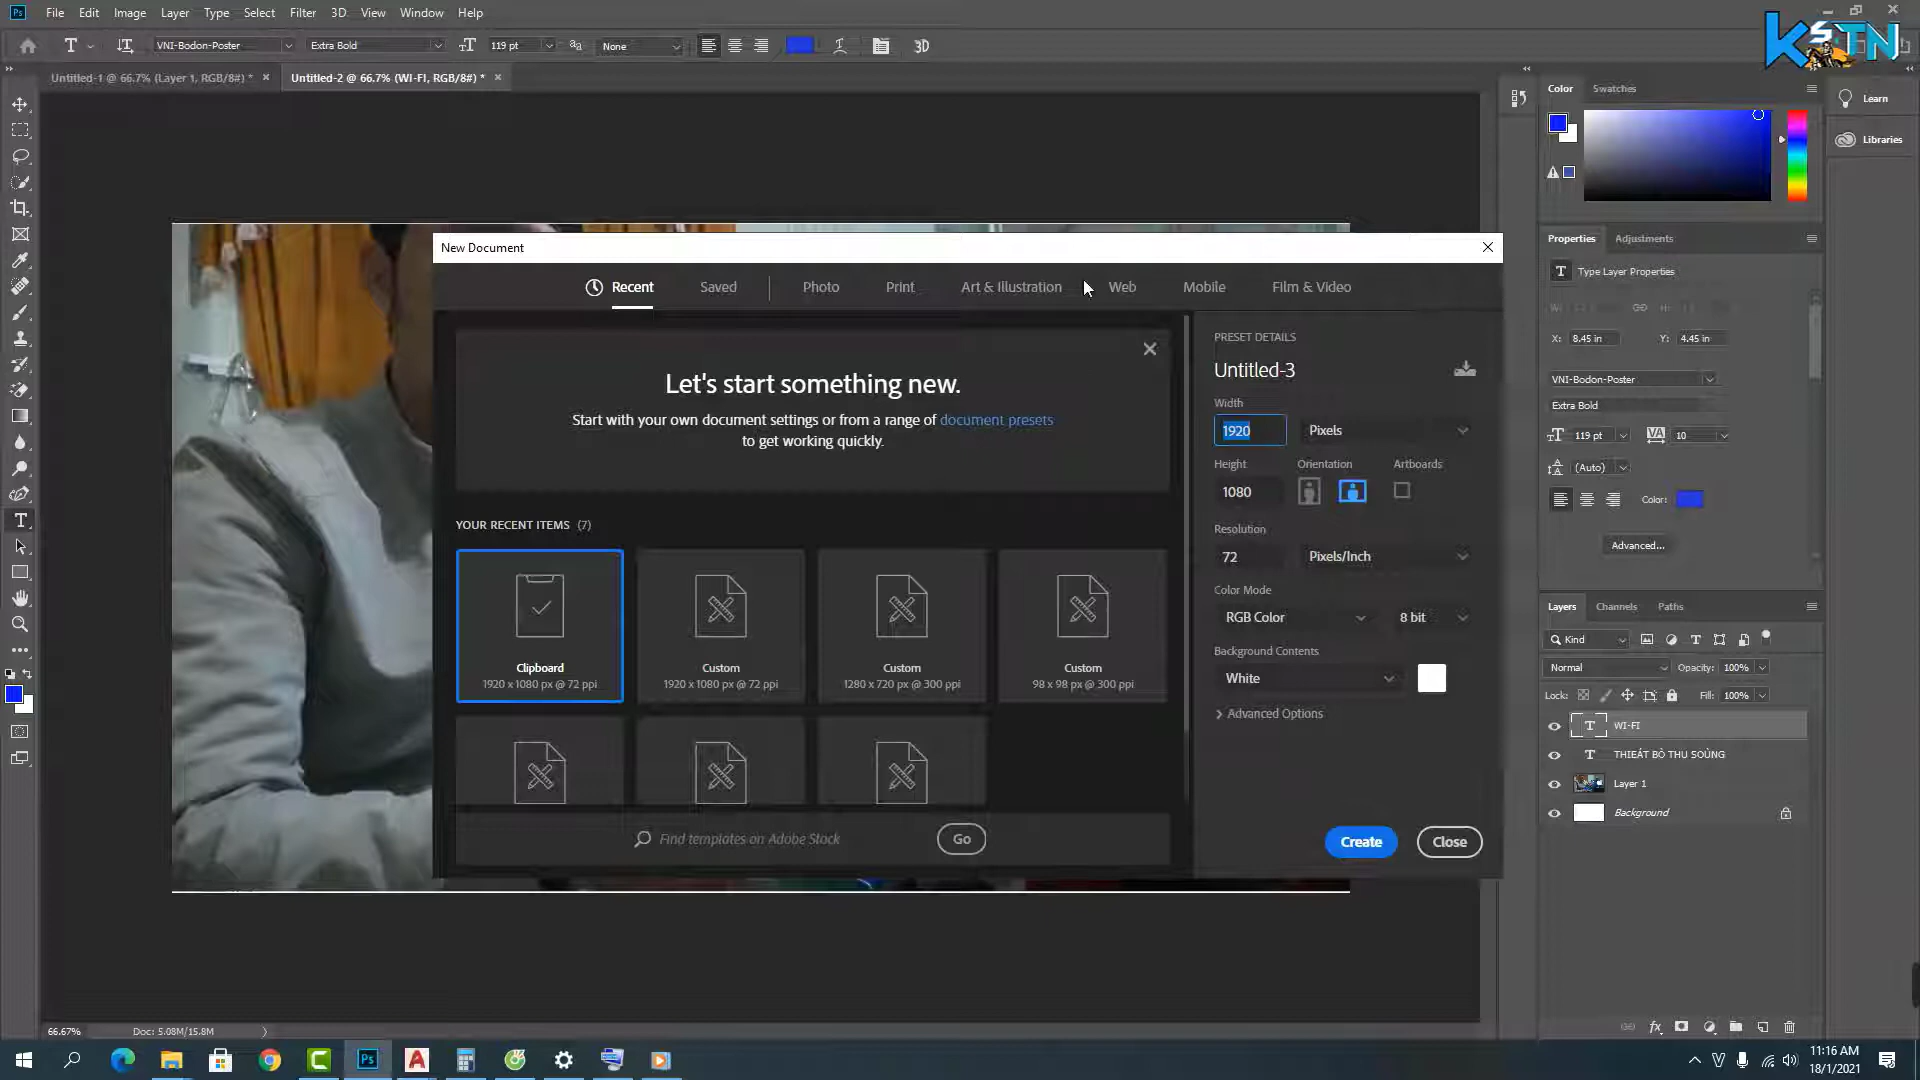 Ps File Edit Image Layer Type Select Filter 3D View Window Help
KSTN
T VNI-Bodon-Poster Extra Bold 119 pt None 3D
Untitled-1 @ 66.7% (Layer 1, RGB/8#) * Untitled-2 @ 66.7% (WI-FI, RGB/8#) *
Color Swatches
Learn
Libraries
New Document
Recent Saved Photo Print Art & Illustration Web Mobile Film & Video
Let's start something new.
Start with your own document settings or from a range of document presets
to get working quickly.
YOUR RECENT ITEMS (7)
Clipboard Custom Custom Custom
1920 x 1080 px @ 72 ppi 1920 x 1080 px @ 72 ppi 1280 x 720 px @ 300 ppi 98 x 98 px @ 300 ppi
Find templates on Adobe Stock Go
PRESET DETAILS
Untitled-3
Width
1920 Pixels
Height Orientation Artboards
1080
Resolution
72 Pixels/Inch
Color Mode
RGB Color 8 bit
Background Contents
White
Advanced Options
Create Close
Properties Adjustments
T Type Layer Properties
W: H:
X: 8.45 in Y: 4.45 in
VNI-Bodon-Poster
Extra Bold
119 pt VA 10
(Auto)
Color:
Advanced...
Layers Channels Paths
Kind
Normal Opacity: 100%
Lock: Fill: 100%
T WI-FI
T THIEÁT BÒ THU SOÙNG
Layer 1
Background
fx
66.67% Doc: 5.08M/15.8M
11:16 AM
18/1/2021